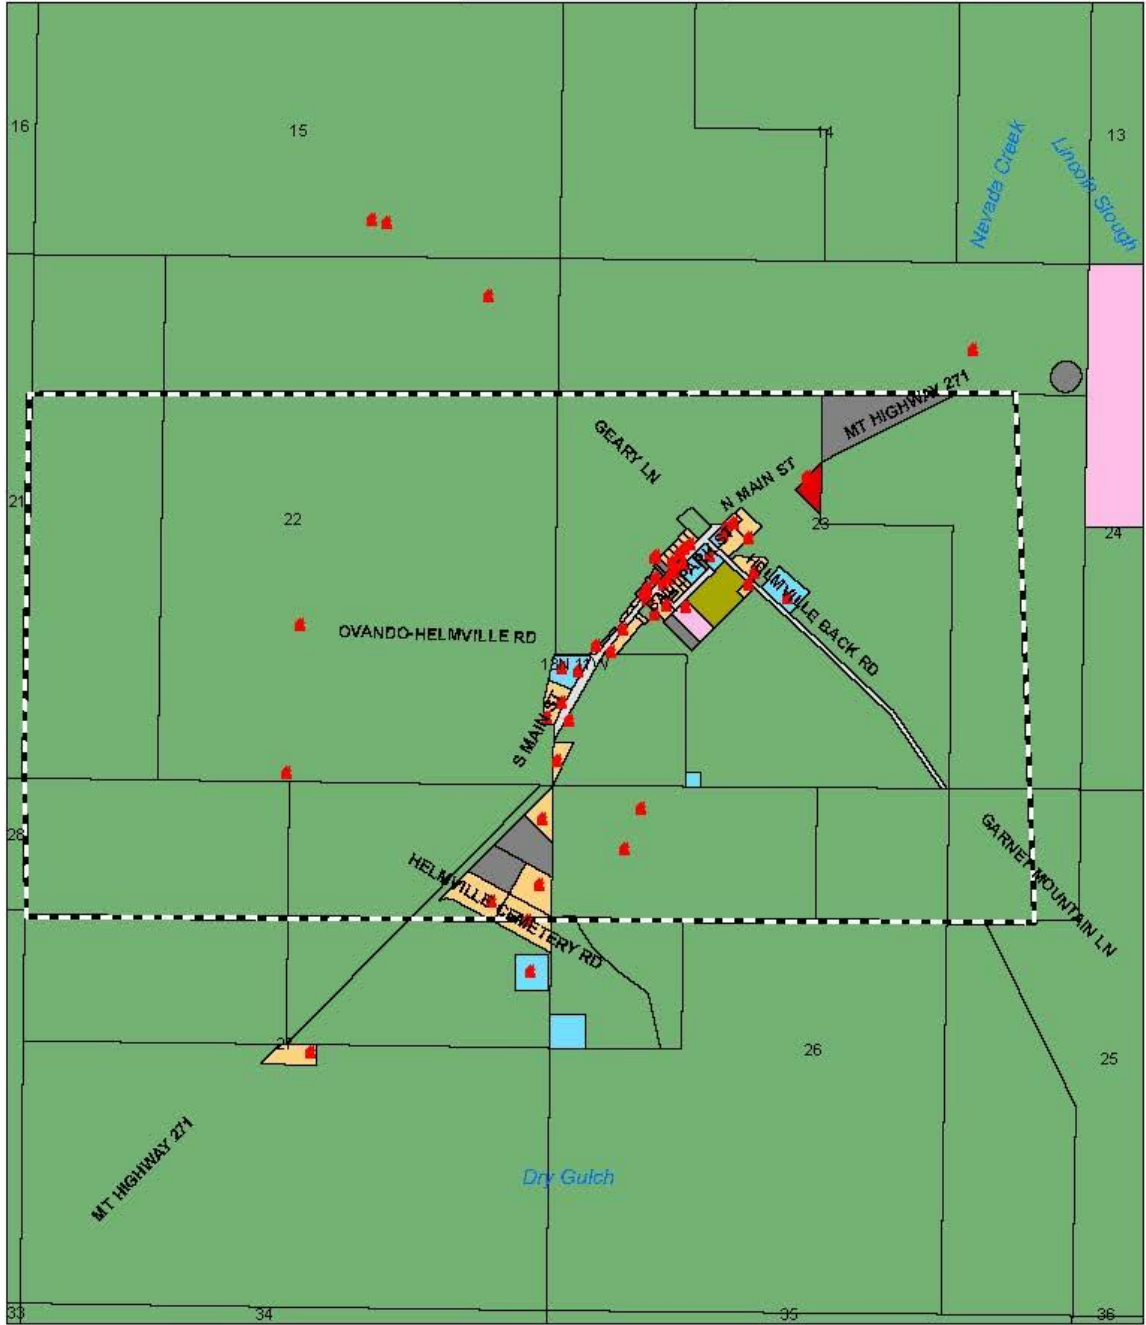 16
15
14
13
Nevada Creek
Lincoln Slough
MT HIGHWAY 271
GEARY LN
N MAIN ST
21
22
23
24
HELMVILLE BACK RD
OVANDO-HELMVILLE RD
13N 11W
S MAIN ST
28
GARNET MOUNTAIN LN
HELMVILLE CEMETERY RD
27
26
25
MT HIGHWAY 271
Dry Gulch
33
34
35
36